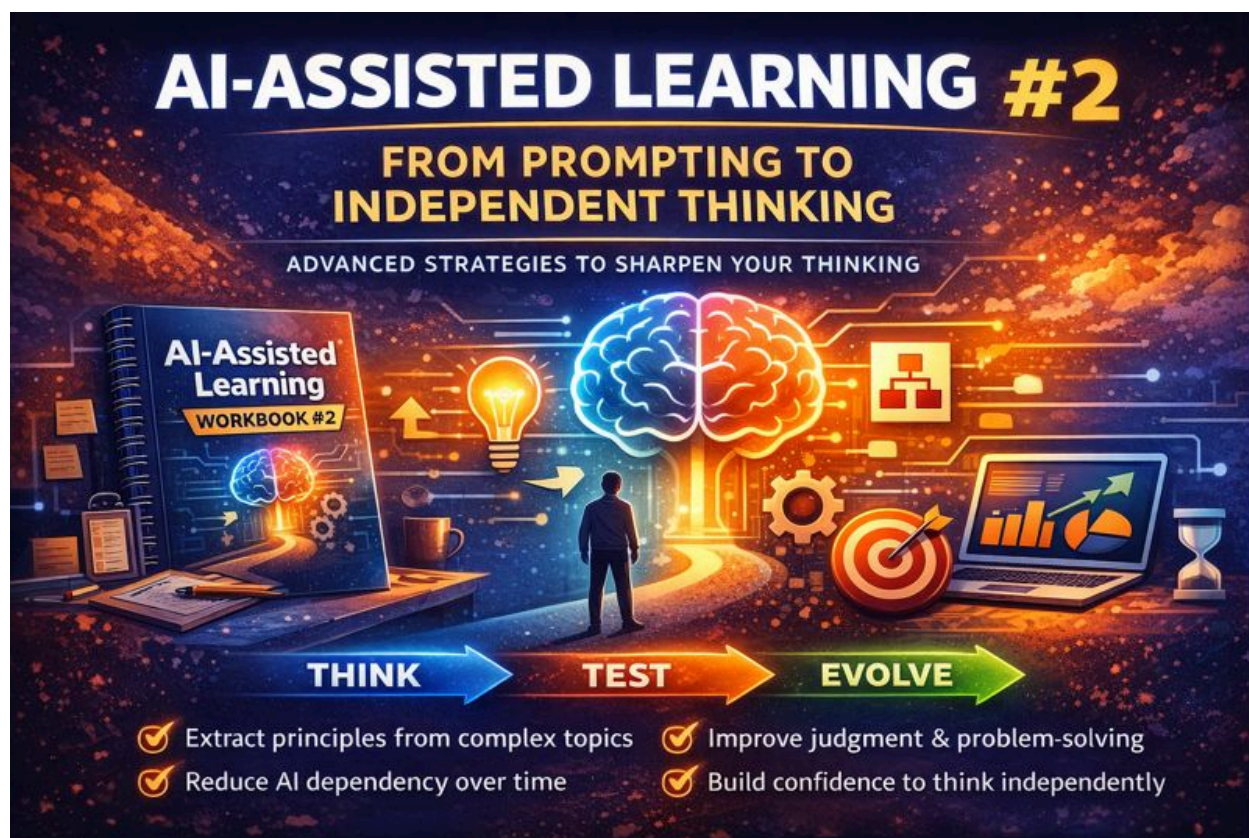 AI-ASSISTED LEARNING #2
FROM PROMPTING TO
INDEPENDENT THINKING
ADVANCED STRATEGIES TO SHARPEN YOUR THINKING
AI-Assisted
Learning
WORKBOOK #2
THINK
TEST
EVOLVE
Extract principles from complex topics
Reduce AI dependency over time
Improve judgment & problem-solving
Build confidence to think independently